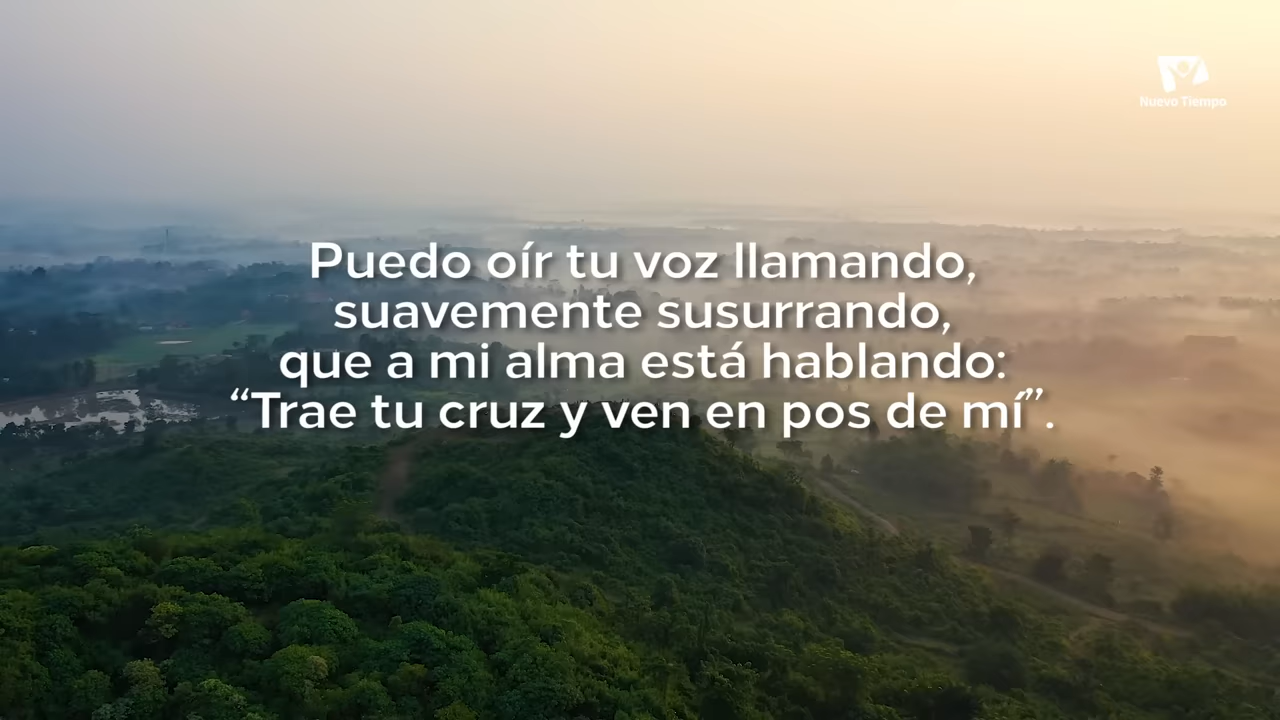 Nuevo Tiempo
Puedo oír tu voz llamando,
suavemente susurrando,
que a mi alma está hablando:
“Trae tu cruz y ven en pos de mí”.